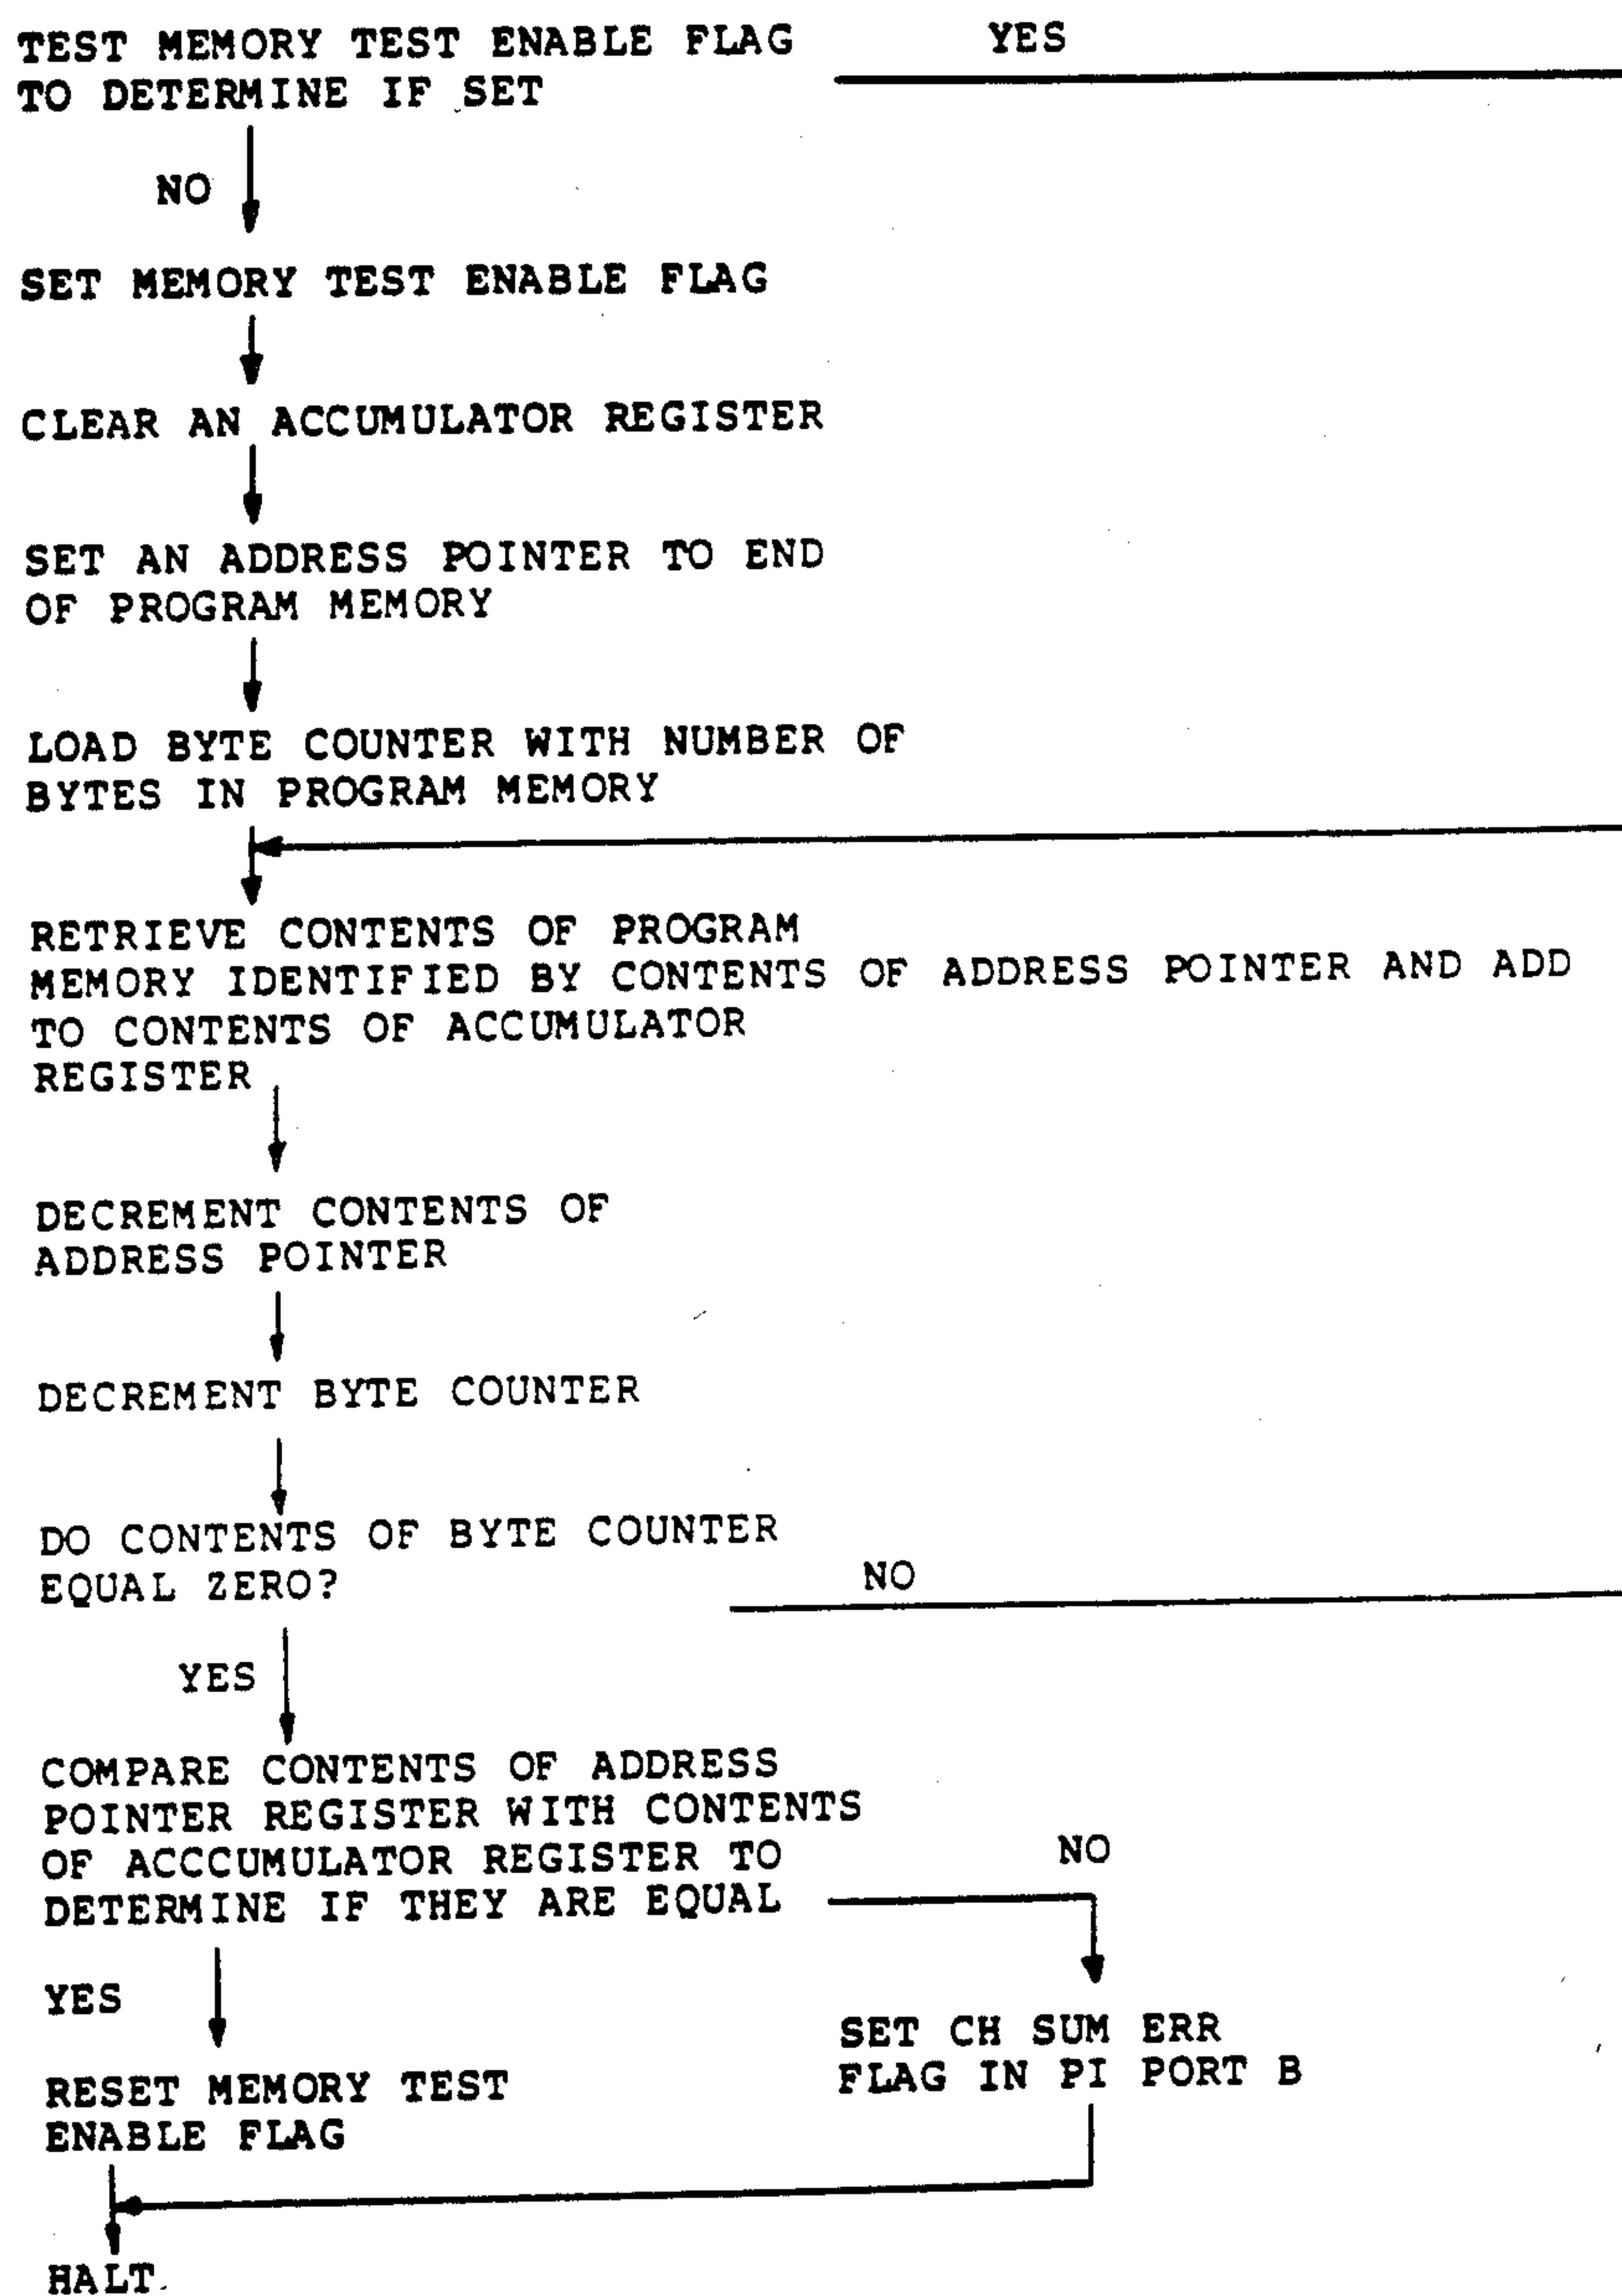 TEST MEMORY TEST ENABLE FLAG YES
TO DETERMINE IF SET
NO
SET MEMORY TEST ENABLE FLAG
CLEAR AN ACCUMULATOR REGISTER
SET AN ADDRESS POINTER TO END
OF PROGRAM MEMORY
LOAD BYTE COUNTER WITH NUMBER OF
BYTES IN PROGRAM MEMORY
RETRIEVE CONTENTS OF PROGRAM
MEMORY IDENTIFIED BY CONTENTS OF ADDRESS POINTER AND ADD
TO CONTENTS OF ACCUMULATOR
REGISTER
DECREMENT CONTENTS OF
ADDRESS POINTER
DECREMENT BYTE COUNTER
DO CONTENTS OF BYTE COUNTER
EQUAL ZERO? NO
YES
COMPARE CONTENTS OF ADDRESS
POINTER REGISTER WITH CONTENTS
OF ACCCUMULATOR REGISTER TO NO
DETERMINE IF THEY ARE EQUAL
YES
SET CH SUM ERR
FLAG IN PI PORT B
RESET MEMORY TEST
ENABLE FLAG
HALT.